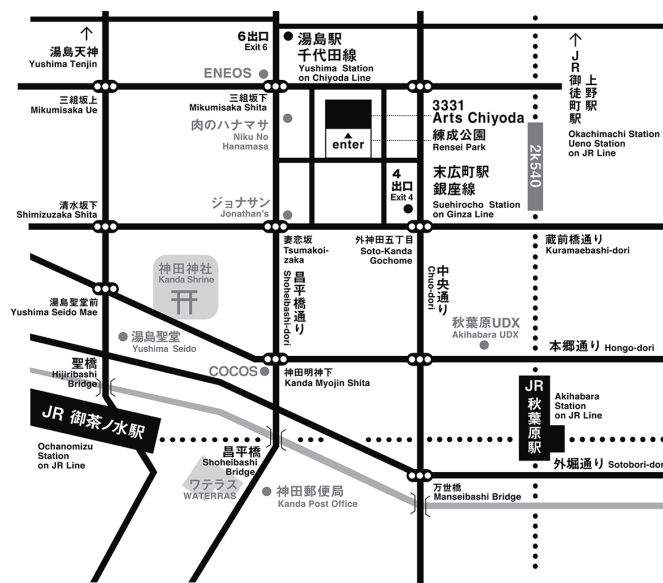 湯島天神
Yushima Tenjin
6出口
Exit 6
湯島駅
千代田線
Yushima Station
on Chiyoda Line
JR御徒町駅
上野駅
Okachimachi Station
Ueno Station
on JR Line
ENEOS
三組坂上
Mikumisaka Ue
三組坂下
Mikumisaka Shita
肉のハナマサ
Niku No
Hanamasa
enter
3331
Arts Chiyoda
練成公園
Rensei Park
2k540
4
出口
Exit 4
末広町駅
銀座線
Suehirocho Station
on Ginza Line
清水坂下
Shimizuzaka Shita
ジョナサン
Jonathan's
妻恋坂
Tsumakoi-
zaka
外神田五丁目
Soto-Kanda
Gochome
蔵前橋通り
Kuramaebashi-dori
神田神社
Kanda Shrine
昌平橋通り
Shoheibashi-dori
中央通り
Chuo-dori
湯島聖堂前
Yushima Seido Mae
湯島聖堂
Yushima Seido
秋葉原UDX
Akihabara UDX
本郷通り Hongo-dori
聖橋
Hijiribashi
Bridge
COCOS
神田明神下
Kanda Myojin Shita
JR 御茶ノ水駅
Ochanomizu
Station
on JR Line
JR
秋葉原駅
Akihabara
Station
on JR Line
昌平橋
Shoheibashi
Bridge
ワテラス
WATERRAS
神田郵便局
Kanda Post Office
万世橋
Manseibashi Bridge
外堀通り Sotobori-dor